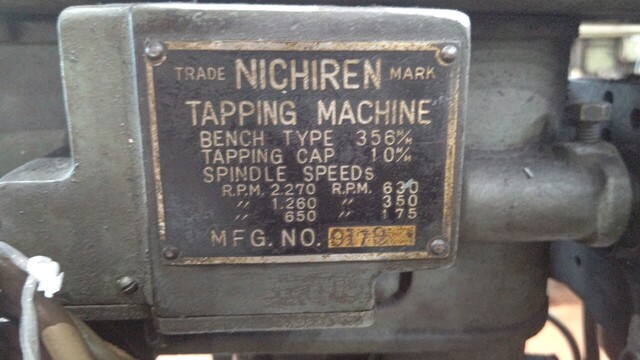 TRADE NICHIREN MARK
TAPPING MACHINE
BENCH TYPE 356 M/M
TAPPING CAP 10 M/M
SPINDLE SPEEDS
R.P.M. 2.270 R.P.M. 630
〃 1.260 〃 350
〃 650 〃 175
MFG. NO.